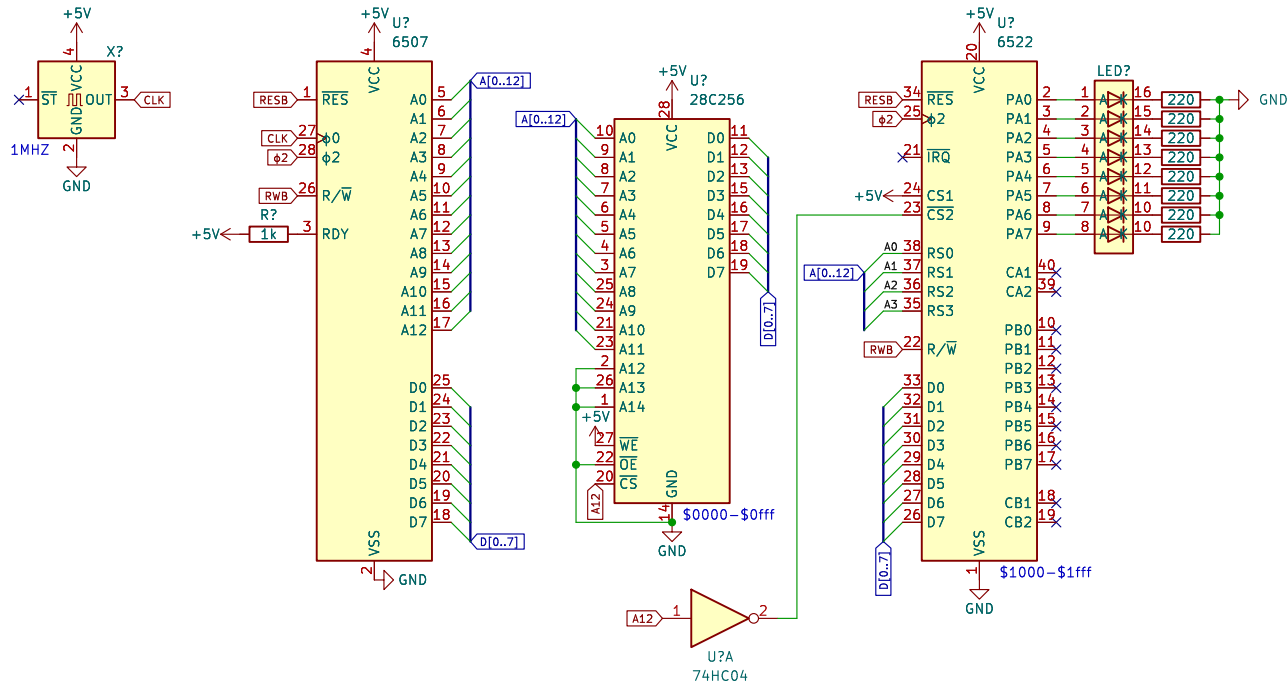 +5V
X?
4
VCC
1 ST OUT 3 CLK
GND
2
1MHZ
GND
+5V
U?
6507
4
VCC
RESB 1 RES
CLK 27 ϕ0
ϕ2 28 ϕ2
RWB 26 R/W
R?
+5V 1k 3 RDY
A0 5
A1 6
A2 7
A3 8
A4 9
A5 10
A6 11
A7 12
A8 13
A9 14
A10 15
A11 16
A12 17
A[0..12]
D0 25
D1 24
D2 23
D3 22
D4 21
D5 20
D6 19
D7 18
D[0..7]
VSS
2
GND
+5V
U?
28C256
28
VCC
A[0..12]
10 A0
9 A1
8 A2
7 A3
6 A4
5 A5
4 A6
3 A7
25 A8
24 A9
21 A10
23 A11
2 A12
26 A13
1 A14
+5V
27 WE
22 OE
20 CS
A12
D0 11
D1 12
D2 13
D3 15
D4 16
D5 17
D6 18
D7 19
D[0..7]
GND
14
$0000-$0fff
GND
A12 1 2
U?A
74HC04
+5V
U?
6522
20
VCC
RESB 34 RES
ϕ2 25 ϕ2
21 IRQ
+5V 24 CS1
23 CS2
A[0..12]
A0 38 RS0
A1 37 RS1
A2 36 RS2
A3 35 RS3
RWB 22 R/W
33 D0
32 D1
31 D2
30 D3
29 D4
28 D5
27 D6
26 D7
D[0..7]
VSS
1
$1000-$1fff
GND
LED?
PA0 2 1 A K 16 220 GND
PA1 3 2 A K 15 220
PA2 4 3 A K 14 220
PA3 5 4 A K 13 220
PA4 6 5 A K 12 220
PA5 7 6 A K 11 220
PA6 8 7 A K 10 220
PA7 9 8 A K 10 220
CA1 40
CA2 39
PB0 10
PB1 11
PB2 12
PB3 13
PB4 14
PB5 15
PB6 16
PB7 17
CB1 18
CB2 19